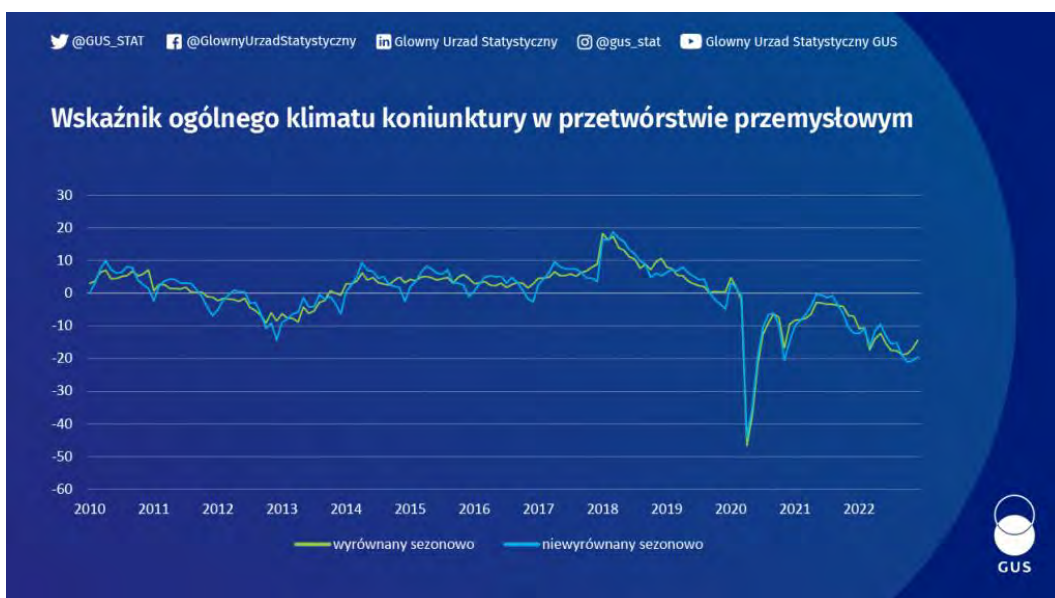 @GUS_STAT @GlownyUrzadStatystyczny Glowny Urzad Statystyczny @gus_stat Glowny Urzad Statystyczny GUS
Wskaźnik ogólnego klimatu koniunktury w przetwórstwie przemysłowym
30
20
10
0
-10
-20
-30
-40
-50
-60
2010 2011 2012 2013 2014 2015 2016 2017 2018 2019 2020 2021 2022
wyrównany sezonowo niewyrównany sezonowo
GUS